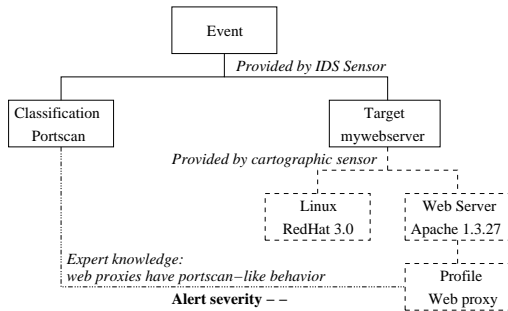 Event
Provided by IDS Sensor
Classification
Portscan
Target
mywebserver
Provided by cartographic sensor
Linux
RedHat 3.0
Web Server
Apache 1.3.27
Expert knowledge:
web proxies have portscan−like behavior
Profile
Web proxy
Alert severity − −